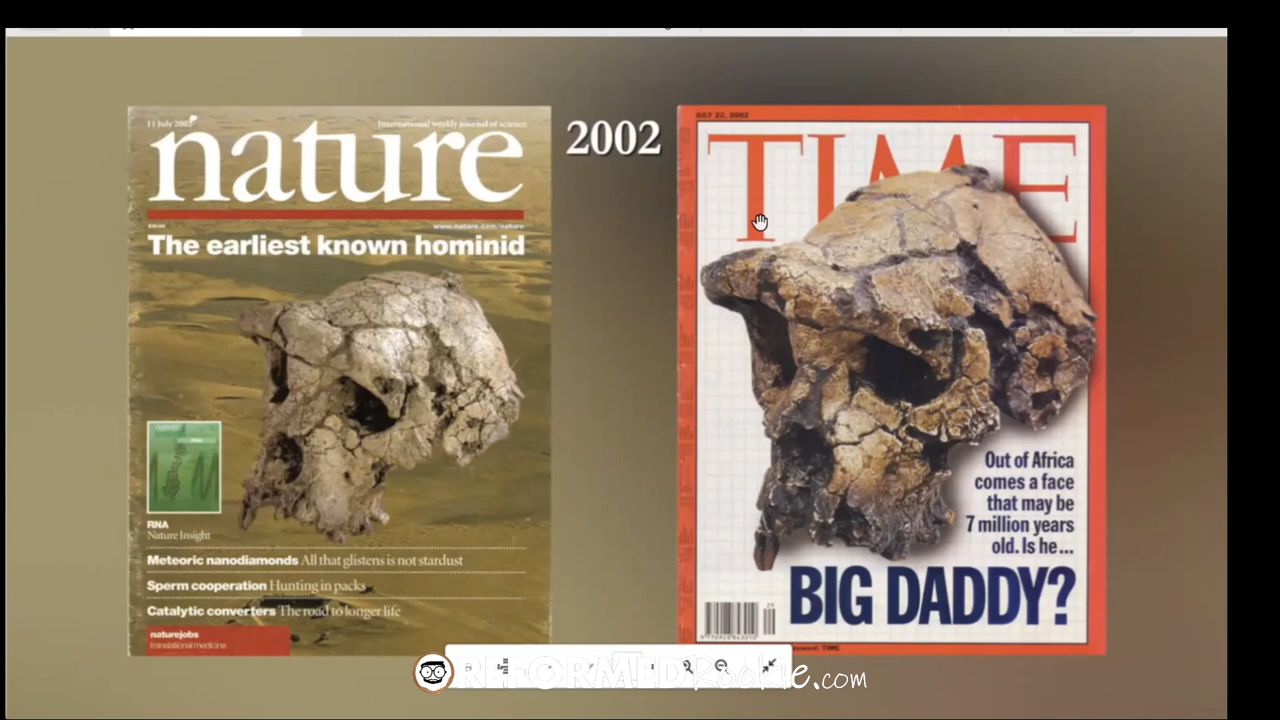 11 July 2002
International weekly journal of science
nature
www.nature.com/nature
The earliest known hominid
RNA
Nature Insight
Meteoric nanodiamonds All that glistens is not stardust
Sperm cooperation Hunting in packs
Catalytic converters The road to longer life
naturejobs
translational medicine
2002
JULY 22, 2002
TIME
Out of Africa
comes a face
that may be
7 million years
old. Is he...
BIG DADDY?
TIME
REFORMEDRookie.com